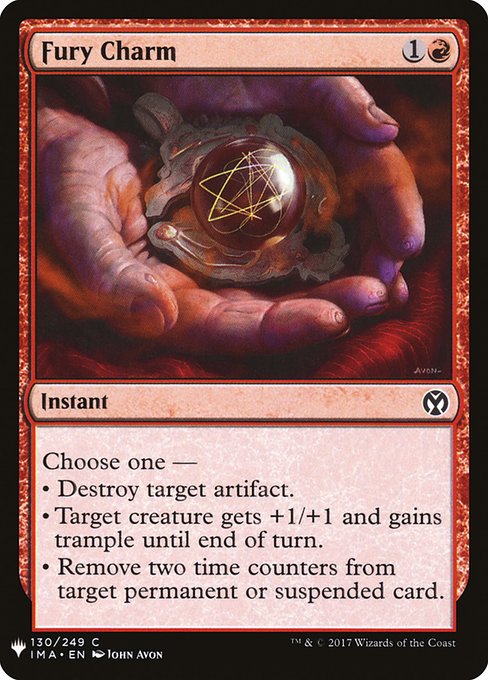 Fury Charm 1
AVON-
Instant
Choose one —
• Destroy target artifact.
• Target creature gets +1/+1 and gains
trample until end of turn.
• Remove two time counters from
target permanent or suspended card.
130/249 C
IMA • EN John Avon
™ & © 2017 Wizards of the Coast